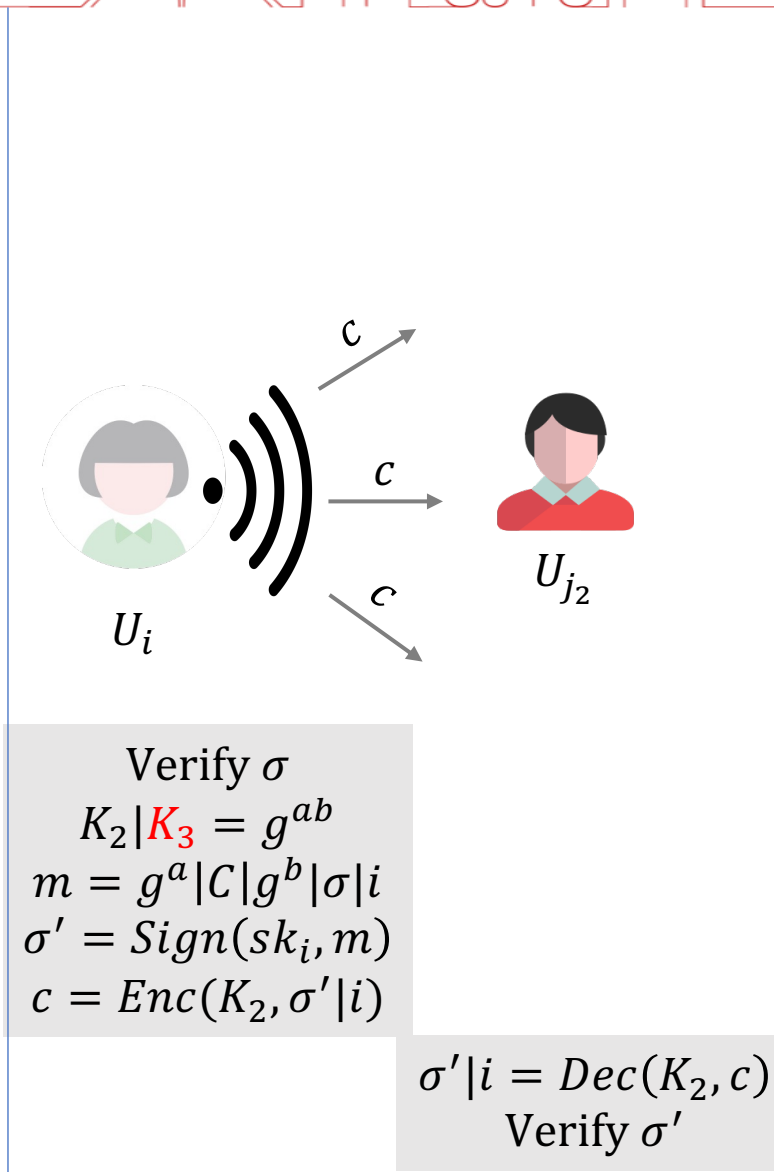 c
c
c
U_i
U_{j_2}
Verify σ
K_2|K_3 = g^{ab}
m = g^a|C|g^b|σ|i
σ′ = Sign(sk_i, m)
c = Enc(K_2, σ′|i)
σ′|i = Dec(K_2, c)
Verify σ′